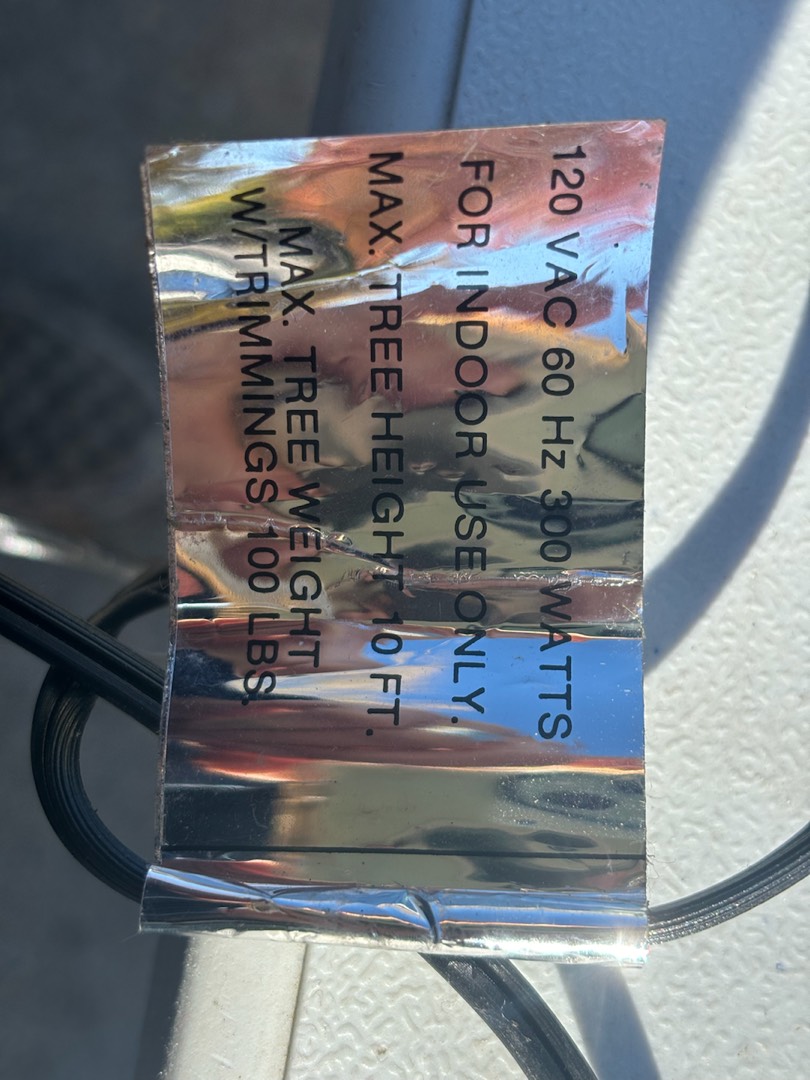 120 VAC 60 Hz 300 WATTS
FOR INDOOR USE ONLY.
MAX. TREE HEIGHT 10 FT.
MAX. TREE WEIGHT
W/TRIMMINGS 100 LBS.